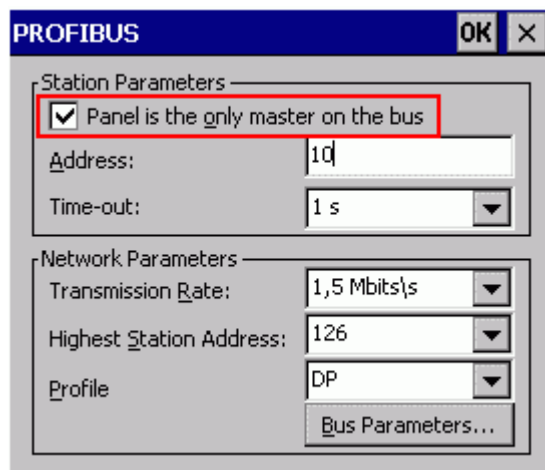 PROFIBUS OK ×
Station Parameters
Panel is the only master on the bus
Address: 10
Time-out: 1 s
Network Parameters
Transmission Rate: 1,5 Mbits\s
Highest Station Address: 126
Profile DP
Bus Parameters...